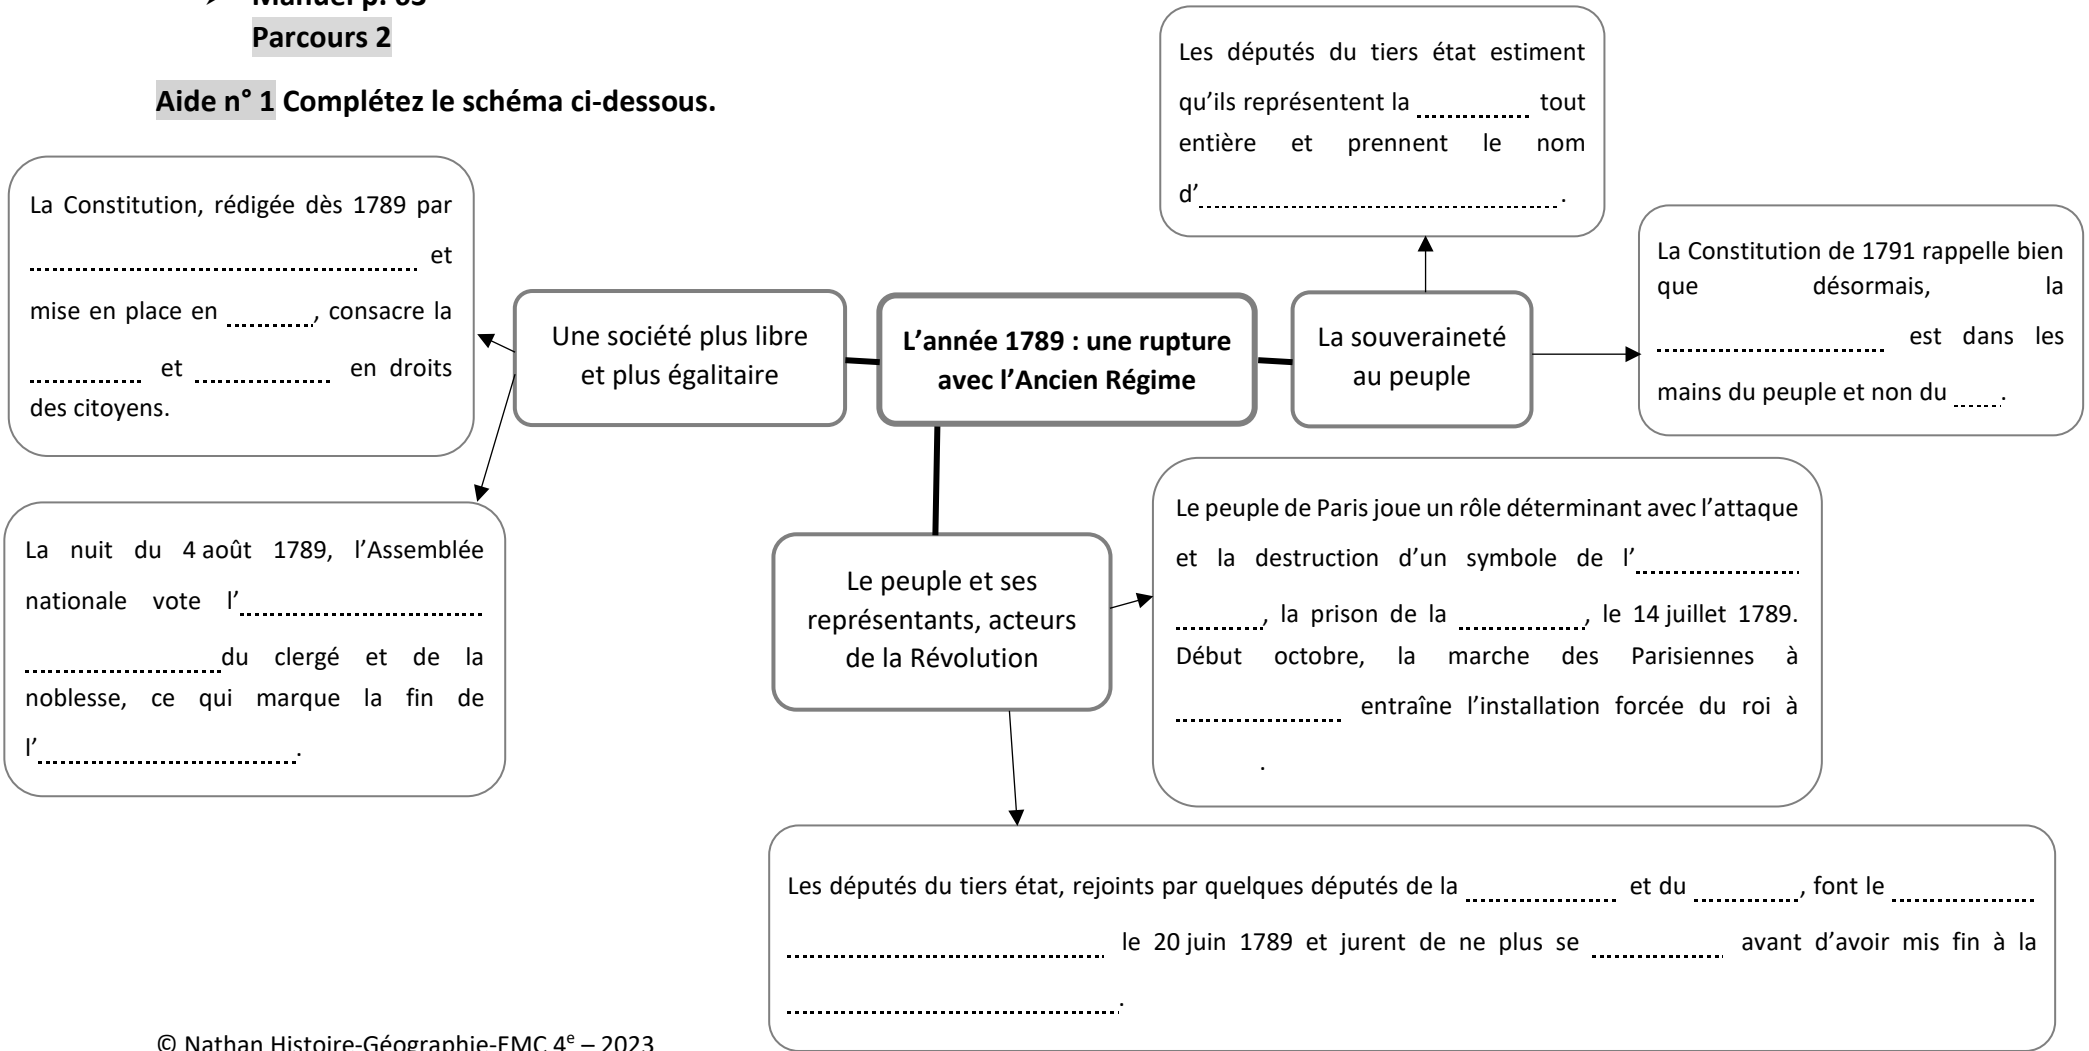 Manuel p. 83
Parcours 2
Aide n° 1 Complétez le schéma ci-dessous.
Les députés du tiers état estiment
qu’ils représentent la ................ tout
entière et prennent le nom
d’.................................................... .
La Constitution, rédigée dès 1789 par
........................................................ et
mise en place en ............, consacre la
................ et .................... en droits
des citoyens.
Une société plus libre
et plus égalitaire
L’année 1789 : une rupture
avec l’Ancien Régime
La souveraineté
au peuple
La Constitution de 1791 rappelle bien
que désormais, la
................................. est dans les
mains du peuple et non du ........
La nuit du 4 août 1789, l’Assemblée
nationale vote l’...................................
............................du clergé et de la
noblesse, ce qui marque la fin de
l’......................................
Le peuple et ses
représentants, acteurs
de la Révolution
Le peuple de Paris joue un rôle déterminant avec l’attaque
et la destruction d’un symbole de l’........................
............, la prison de la .................., le 14 juillet 1789.
Début octobre, la marche des Parisiennes à
........................ entraîne l’installation forcée du roi à
.
Les députés du tiers état, rejoints par quelques députés de la ...................... et du ..............., font le .....................
.............................................. le 20 juin 1789 et jurent de ne plus se ................... avant d’avoir mis fin à la
.................................................
© Nathan Histoire-Géographie-EMC 4e – 2023